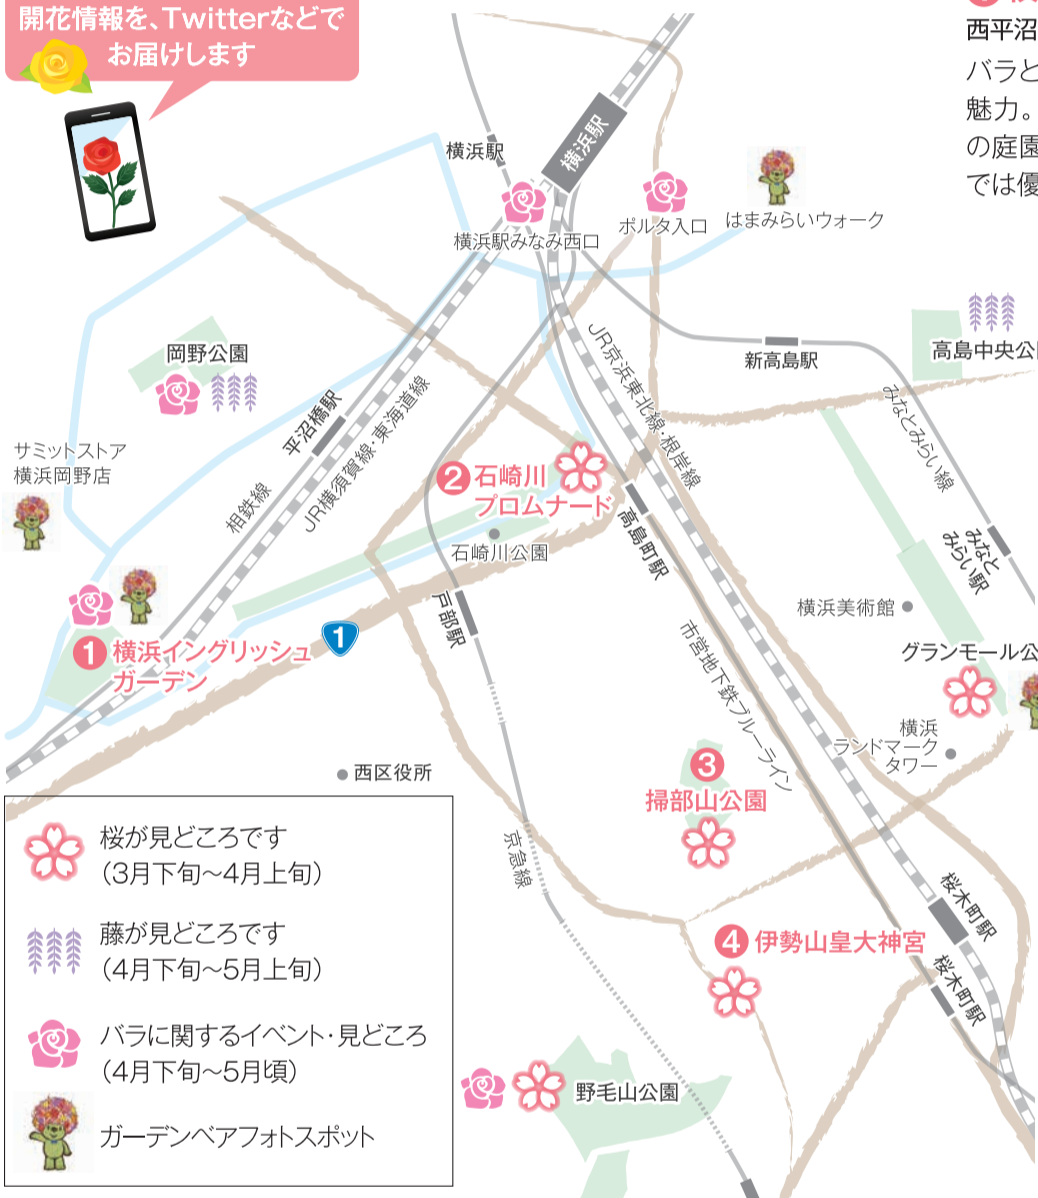 開花情報を、Twitterなどで
お届けします
西平沼
バラと
魅力。
の庭園
では優
横浜駅
横浜駅
横浜駅みなみ西口
ポルタ入口
はまみらいウォーク
岡野公園
新高島駅
高島中央公
平沼橋駅
JR京浜東北線・根岸線
みなとみらい線
サミットストア
横浜岡野店
相鉄線
JR横須賀線・東海道線
2 石崎川
プロムナード
石崎川公園
高島町駅
みなと
みらい駅
戸部駅
横浜美術館
1
1 横浜イングリッシュ
ガーデン
市営地下鉄ブルーライン
グランモール公
横浜
ランドマーク
タワー
西区役所
3
掃部山公園
京急線
桜木町駅
4 伊勢山皇大神宮
桜木町駅
野毛山公園
桜が見どころです
(3月下旬~4月上旬)
藤が見どころです
(4月下旬~5月上旬)
バラに関するイベント・見どころ
(4月下旬~5月頃)
ガーデンベアフォトスポット